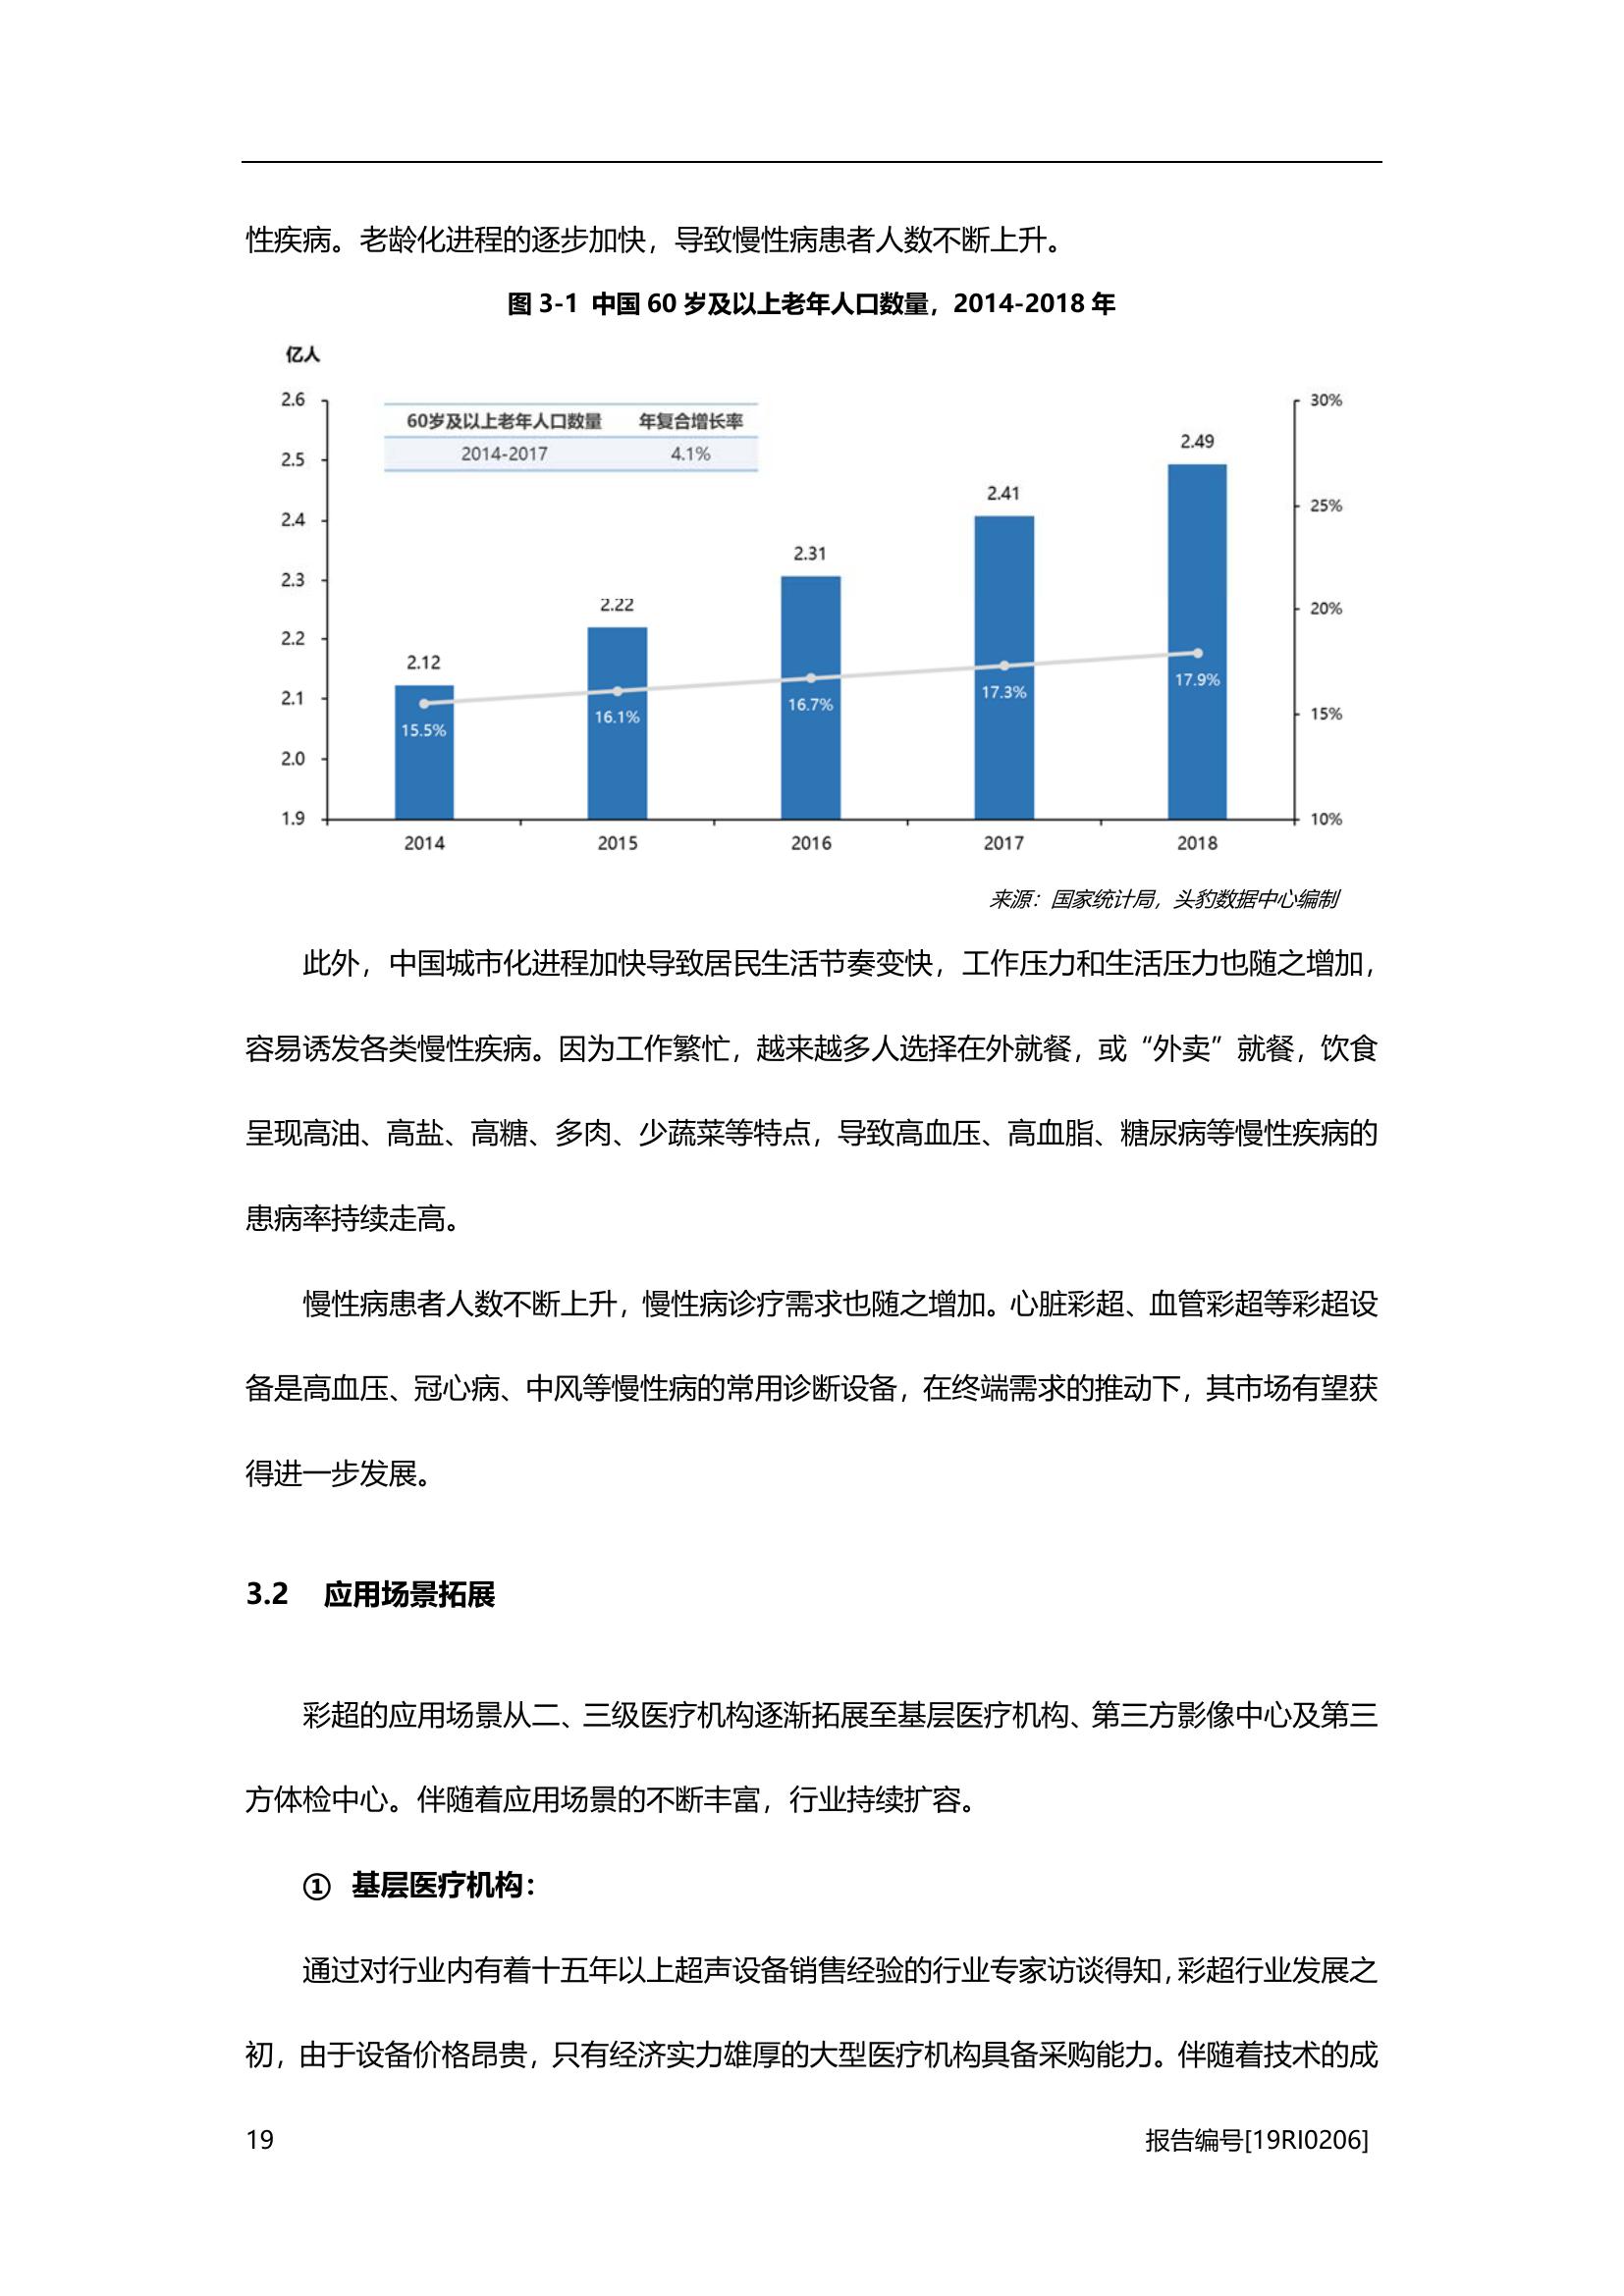 性疾病。老龄化进程的逐步加快，导致慢性病患者人数不断上升。
图 3-1 中国 60 岁及以上老年人口数量，2014-2018 年
亿人
60岁及以上老年人口数量 年复合增长率
2014-2017 4.1%
2.6
2.5
2.4
2.3
2.2
2.1
2.0
1.9
30%
25%
20%
15%
10%
2.12
2.22
2.31
2.41
2.49
15.5%
16.1%
16.7%
17.3%
17.9%
2014 2015 2016 2017 2018
来源：国家统计局，头豹数据中心编制
此外，中国城市化进程加快导致居民生活节奏变快，工作压力和生活压力也随之增加，
容易诱发各类慢性疾病。因为工作繁忙，越来越多人选择在外就餐，或“外卖”就餐，饮食
呈现高油、高盐、高糖、多肉、少蔬菜等特点，导致高血压、高血脂、糖尿病等慢性疾病的
患病率持续走高。
慢性病患者人数不断上升，慢性病诊疗需求也随之增加。心脏彩超、血管彩超等彩超设
备是高血压、冠心病、中风等慢性病的常用诊断设备，在终端需求的推动下，其市场有望获
得进一步发展。
3.2 应用场景拓展
彩超的应用场景从二、三级医疗机构逐渐拓展至基层医疗机构、第三方影像中心及第三
方体检中心。伴随着应用场景的不断丰富，行业持续扩容。
① 基层医疗机构：
通过对行业内有着十五年以上超声设备销售经验的行业专家访谈得知，彩超行业发展之
初，由于设备价格昂贵，只有经济实力雄厚的大型医疗机构具备采购能力。伴随着技术的成
19 报告编号[19RI0206]